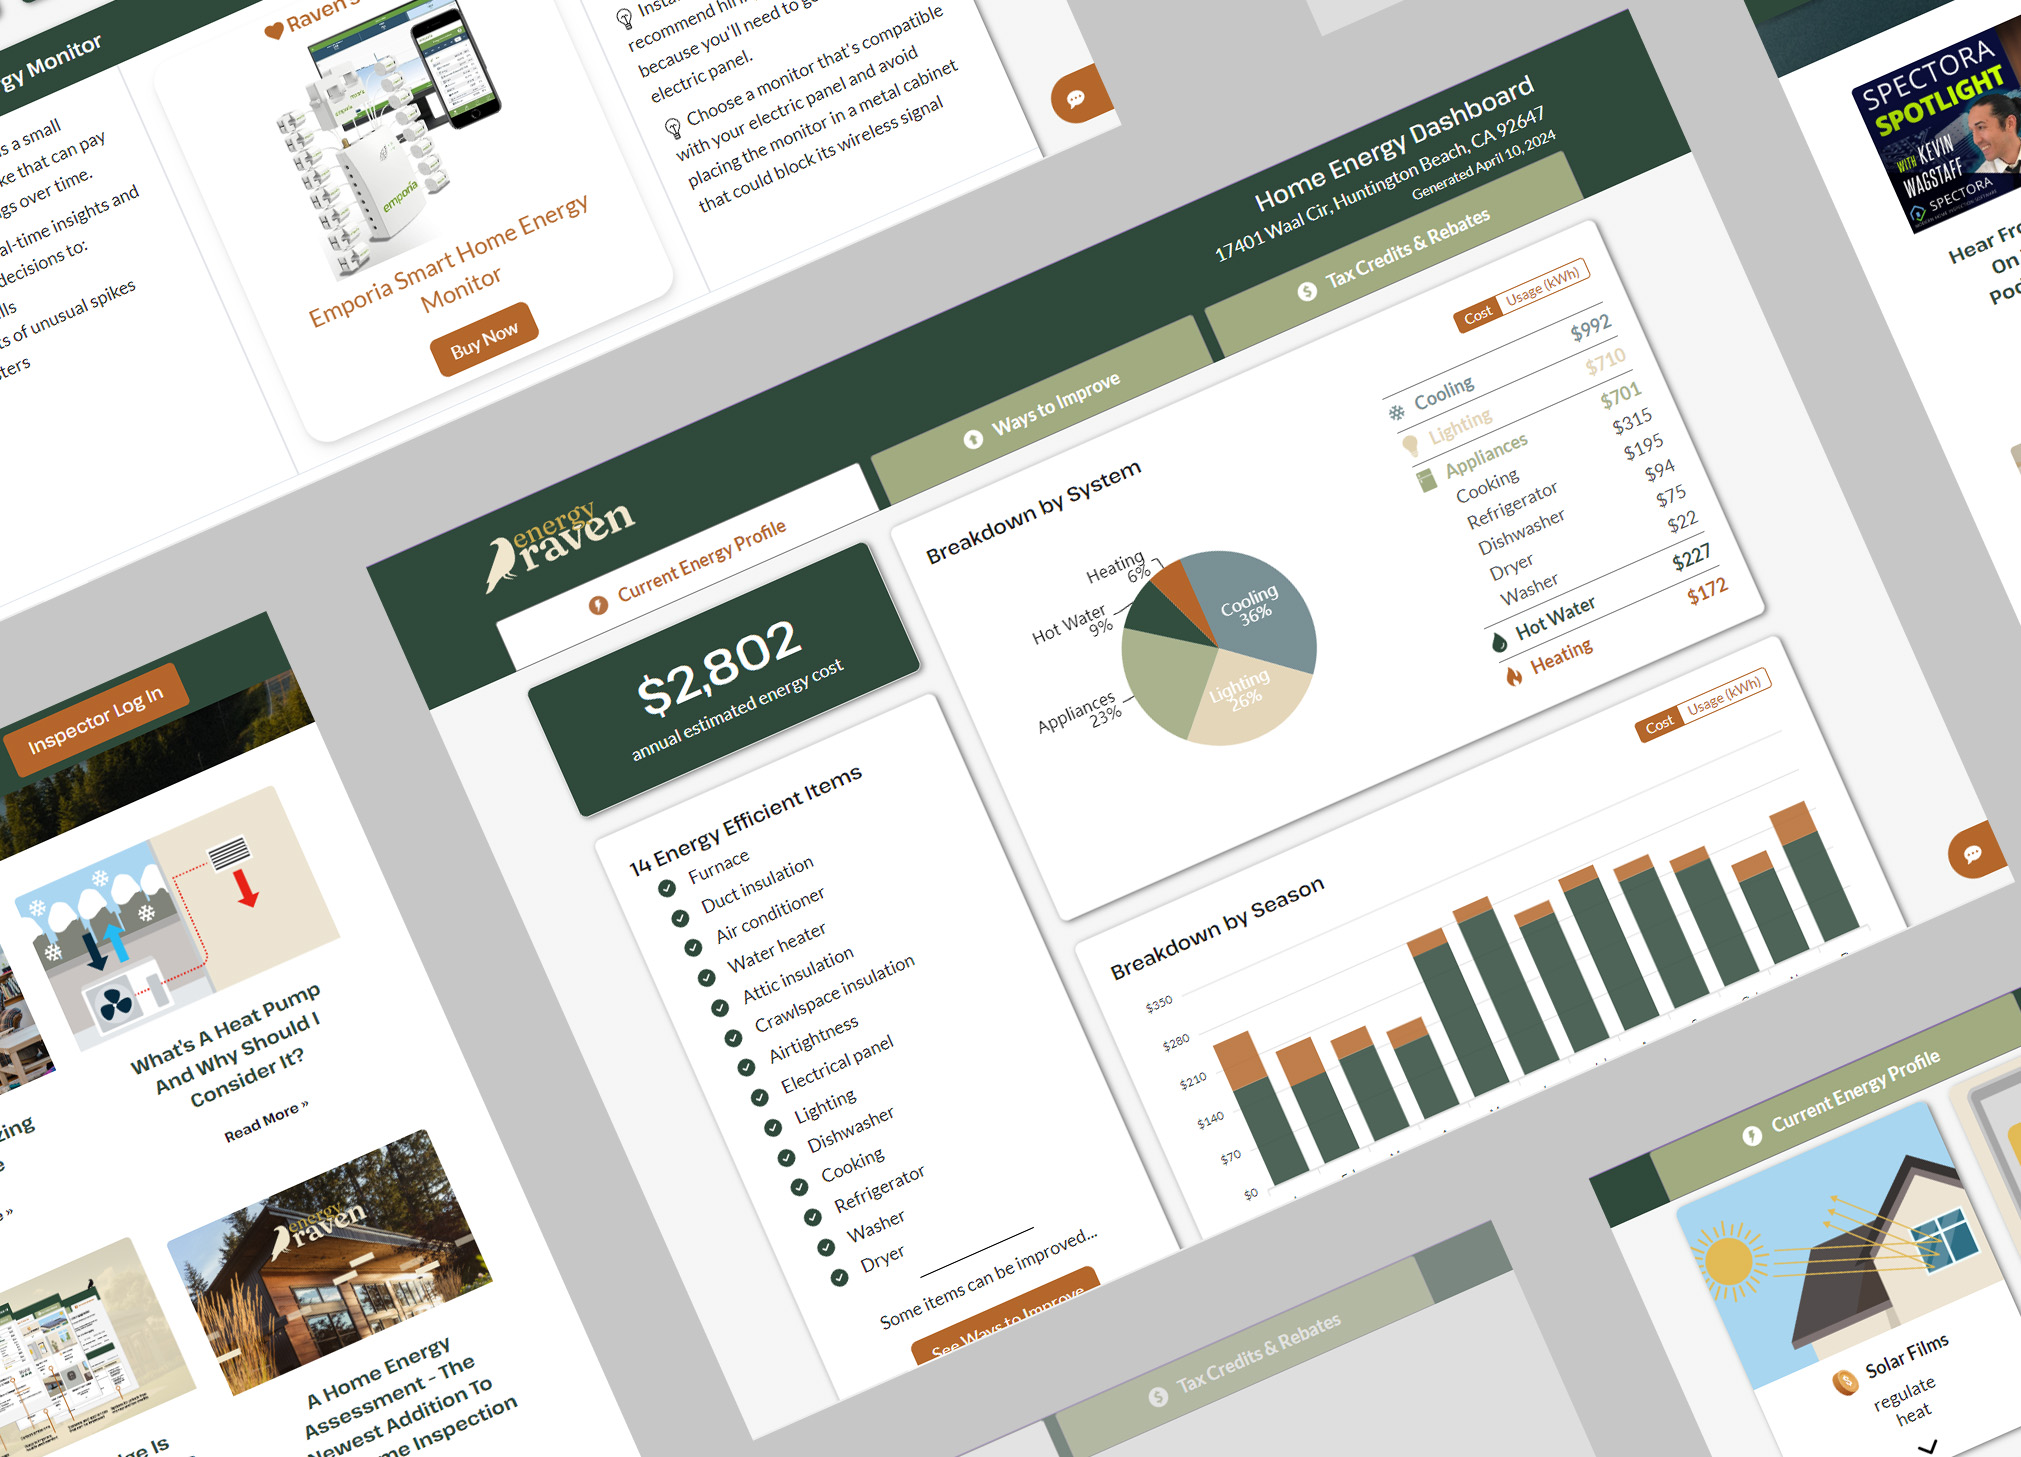 gy Monitor
s a small
ke that can pay
gs over time.
al-time insights and
decisions to:
lls
ts of unusual spikes
sters
Raven's
emporia
Emporia Smart Home Energy
Monitor
Buy Now
recommend
because you'll need to
electric panel.
Choose a monitor that's compatible
with your electric panel and avoid
placing the monitor in a metal cabinet
that could block its wireless signal
Home Energy Dashboard
17401 Waal Cir, Huntington Beach, CA 92647
Generated April 10, 2024
energy
raven
Current Energy Profile
Ways to Improve
Tax Credits & Rebates
$2,802
annual estimated energy cost
14 Energy Efficient Items
Furnace
Duct insulation
Air conditioner
Water heater
Attic insulation
Crawlspace insulation
Airtightness
Electrical panel
Lighting
Dishwasher
Cooking
Refrigerator
Washer
Dryer
Some items can be improved...
See Ways to Improve
Breakdown by System
Cost Usage (kWh)
Heating
6%
Hot Water
9%
Appliances
23%
Cooling
36%
Lighting
26%
Cooling $992
Lighting $710
Appliances $701
Cooking $315
Refrigerator $195
Dishwasher $94
Dryer $75
Washer $22
Hot Water $227
Heating $172
Breakdown by Season
Cost Usage (kWh)
$350
$280
$210
$140
$70
$0
SPECTORA
SPOTLIGHT
WITH KEVIN
WAGSTAFF
SPECTORA
Hear Fro
On
Pod
Inspector Log In
What's A Heat Pump
And Why Should I
Consider It?
Read More »
zing
e
e »
energy
raven
A Home Energy
Assessment - The
Newest Addition To
me Inspection
ge Is
Tax Credits & Rebates
Current Energy Profile
Solar Films
regulate
heat